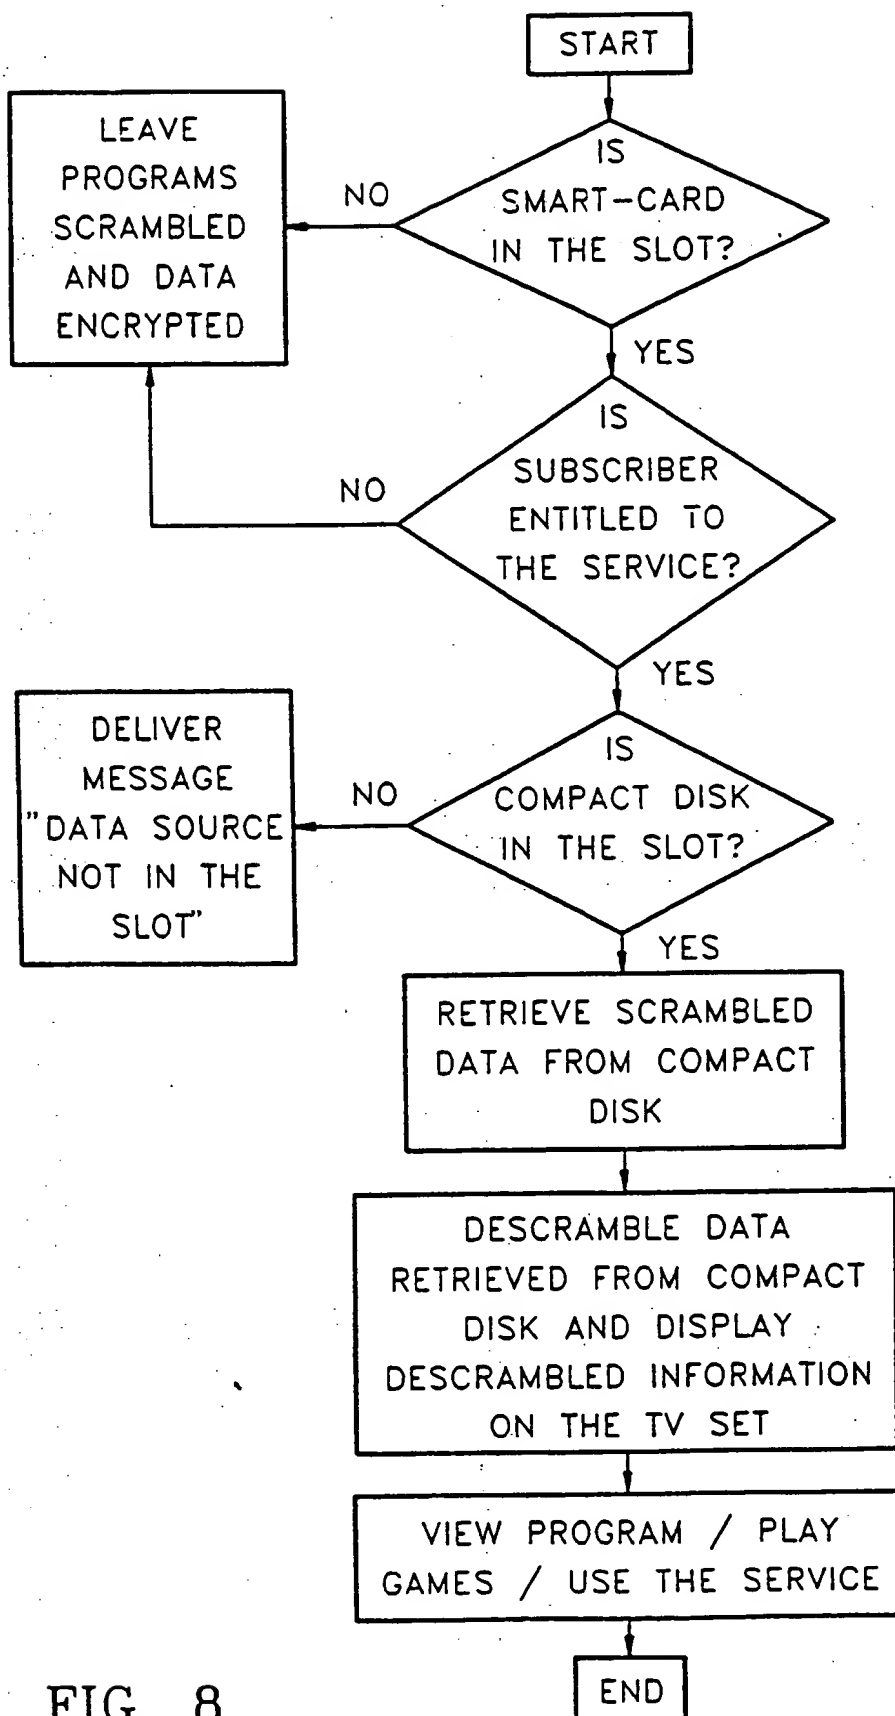 START
IS
SMART-CARD
IN THE SLOT?
NO
LEAVE
PROGRAMS
SCRAMBLED
AND DATA
ENCRYPTED
YES
IS
SUBSCRIBER
ENTITLED TO
THE SERVICE?
NO
YES
IS
COMPACT DISK
IN THE SLOT?
NO
DELIVER
MESSAGE
"DATA SOURCE
NOT IN THE
SLOT"
YES
RETRIEVE SCRAMBLED
DATA FROM COMPACT
DISK
DESCRAMBLE DATA
RETRIEVED FROM COMPACT
DISK AND DISPLAY
DESCRAMBLED INFORMATION
ON THE TV SET
VIEW PROGRAM / PLAY
GAMES / USE THE SERVICE
END
FIG. 8